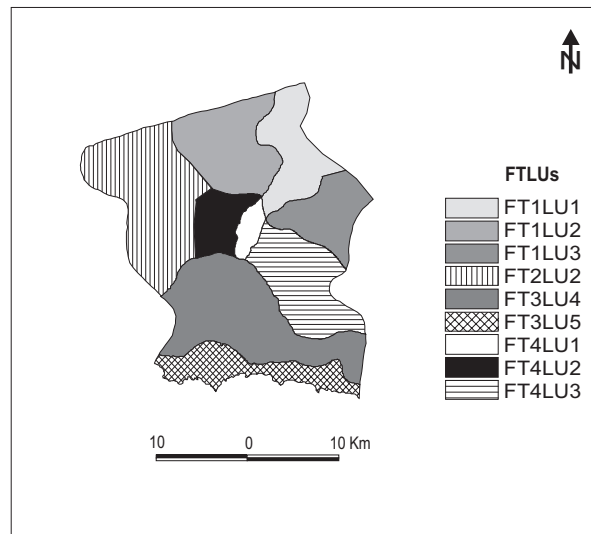 N
FTLUs
FT1LU1
FT1LU2
FT1LU3
FT2LU2
FT3LU4
FT3LU5
FT4LU1
FT4LU2
FT4LU3
10 0 10 Km